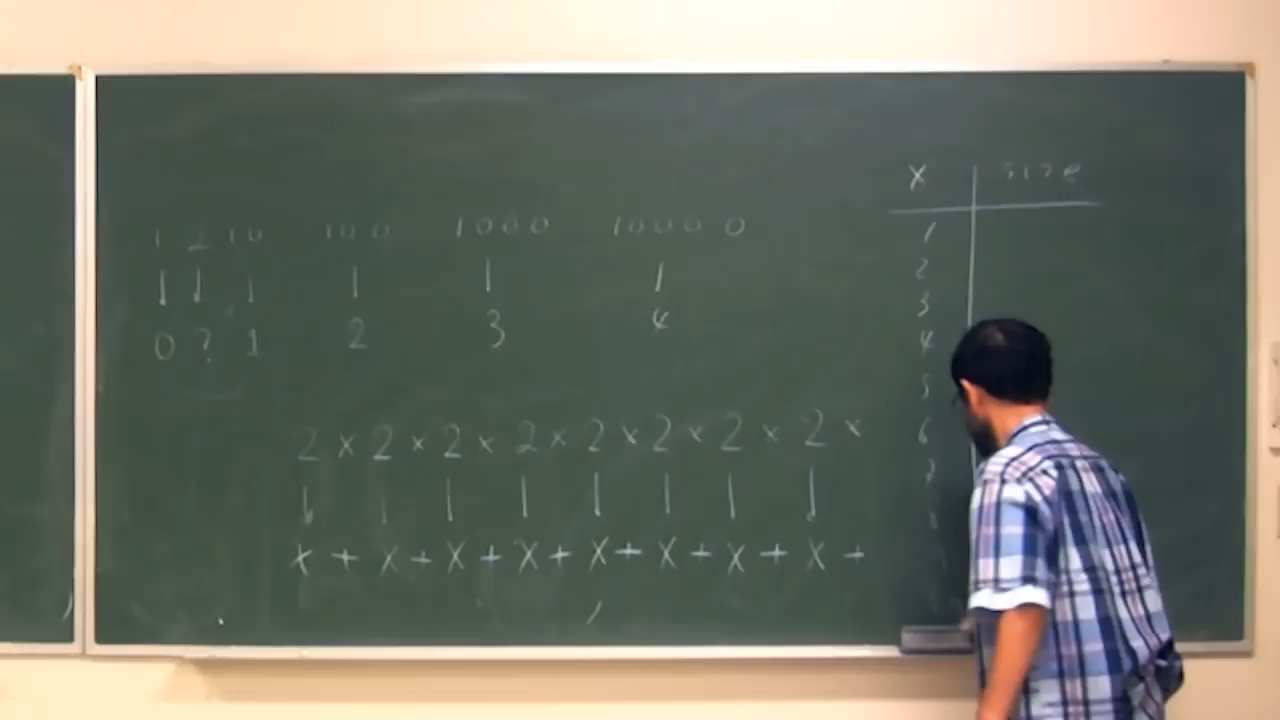 1 2 10 100 1000 10000
0 ? 1 2 3 4
2 × 2 × 2 × 2 × 2 × 2 × 2 × 2 ×
x + x + x + x + x + x + x + x +
x size
1
2
3
4
5
6
7
8